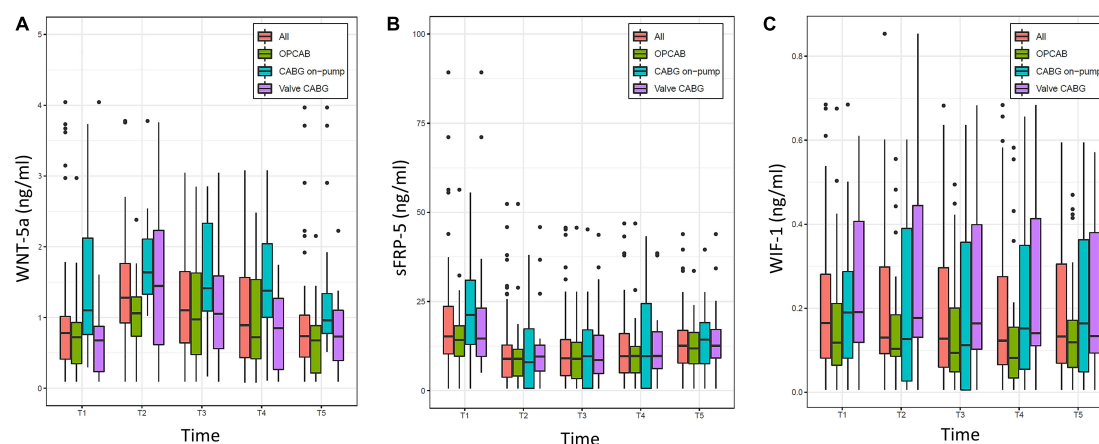 A
WNT-5a (ng/ml)
5
4
3
2
1
0
All
OPCAB
CABG on-pump
Valve CABG
T1 T2 T3 T4 T5
Time
B
sFRP-5 (ng/ml)
100
75
50
25
0
All
OPCAB
CABG on-pump
Valve CABG
T1 T2 T3 T4 T5
Time
C
WIF-1 (ng/ml)
0.8
0.6
0.4
0.2
0.0
All
OPCAB
CABG on-pump
Valve CABG
T1 T2 T3 T4 T5
Time